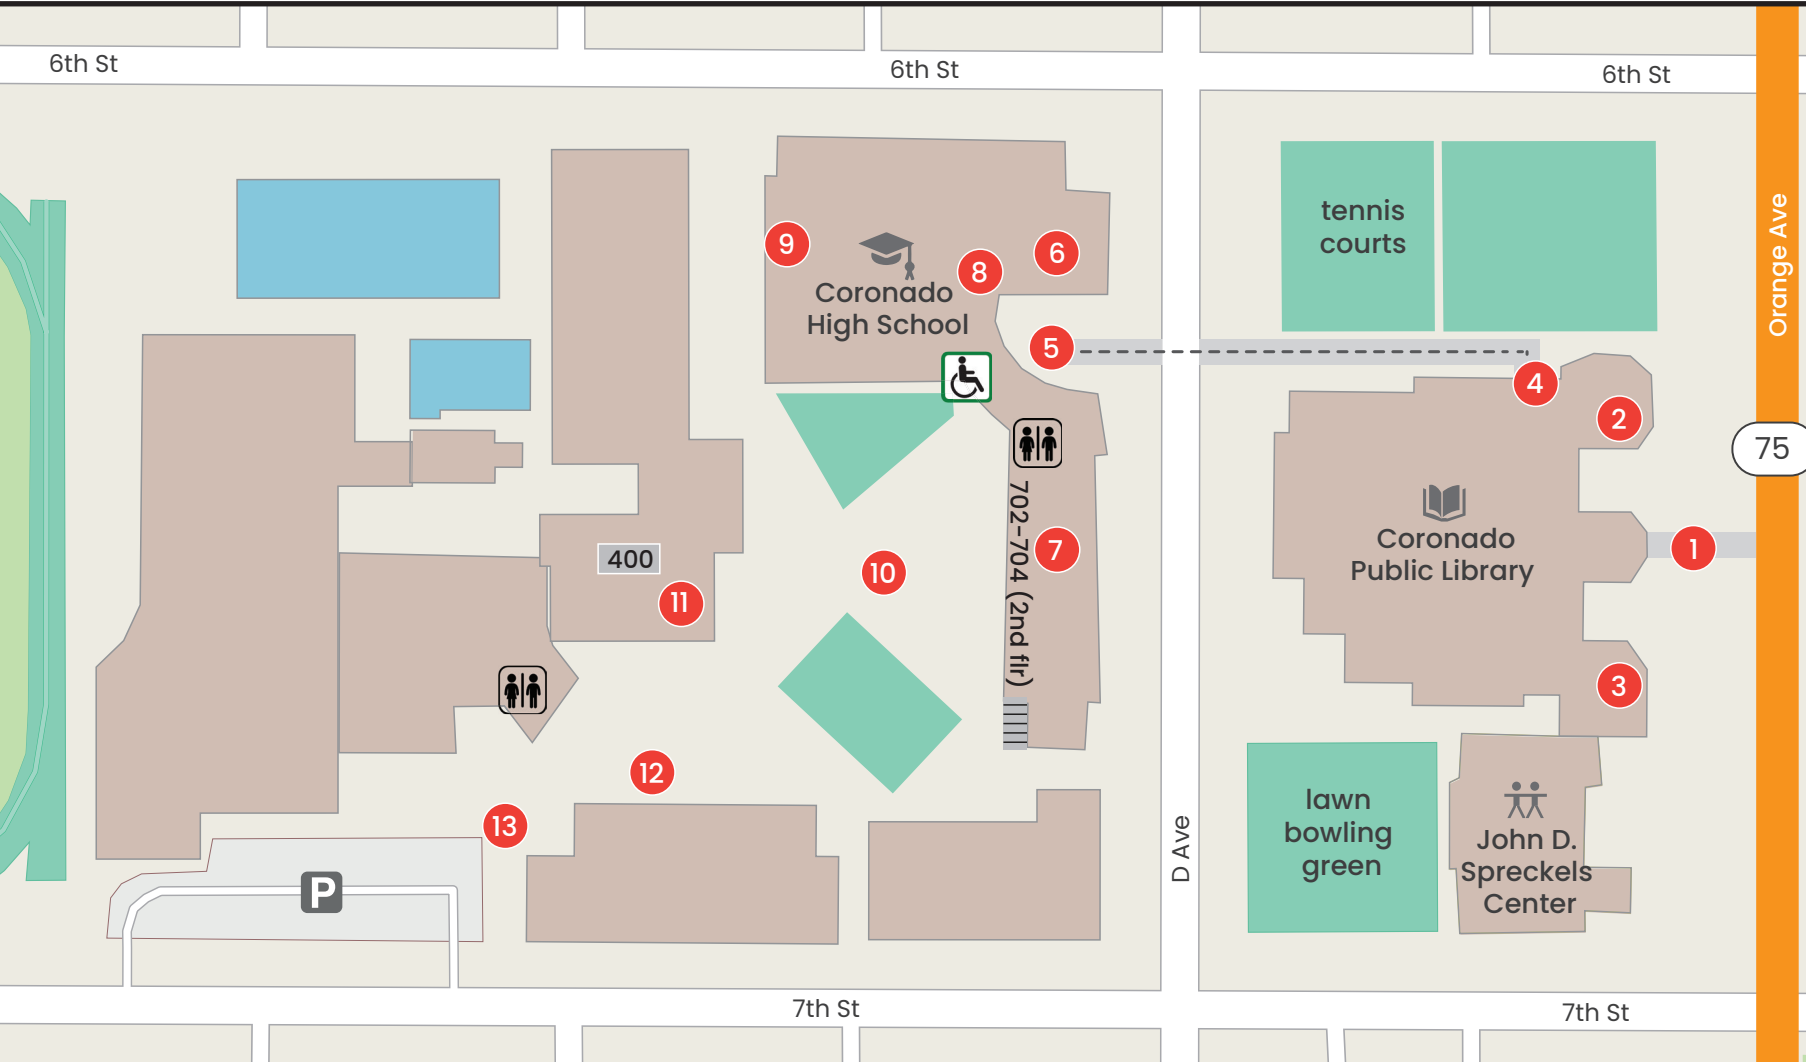 6th St
6th St
6th St
Orange Ave
tennis
courts
9
6
8
Coronado
High School
5
4
2
75
702-704 (2nd flr)
7
Coronado
Public Library
1
400
10
11
3
12
13
lawn
bowling
green
John D.
Spreckels
Center
D Ave
P
7th St
7th St